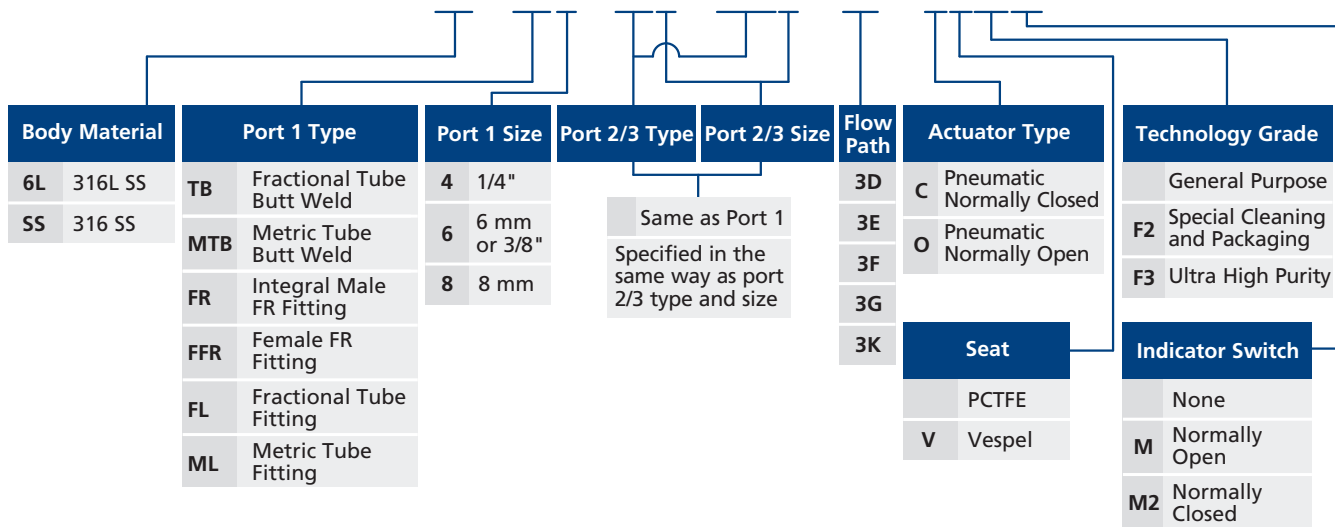 Body Material
6L 316L SS
SS 316 SS
Port 1 Type
TB Fractional Tube
Butt Weld
MTB Metric Tube
Butt Weld
FR Integral Male
FR Fitting
FFR Female FR
Fitting
FL Fractional Tube
Fitting
ML Metric Tube
Fitting
Port 1 Size
4 1/4"
6 6 mm
or 3/8"
8 8 mm
Port 2/3 Type
Port 2/3 Size
Same as Port 1
Specified in the
same way as port
2/3 type and size
Flow
Path
3D
3E
3F
3G
3K
Actuator Type
C Pneumatic
Normally Closed
O Pneumatic
Normally Open
Seat
PCTFE
V Vespel
Technology Grade
General Purpose
F2 Special Cleaning
and Packaging
F3 Ultra High Purity
Indicator Switch
None
M Normally
Open
M2 Normally
Closed